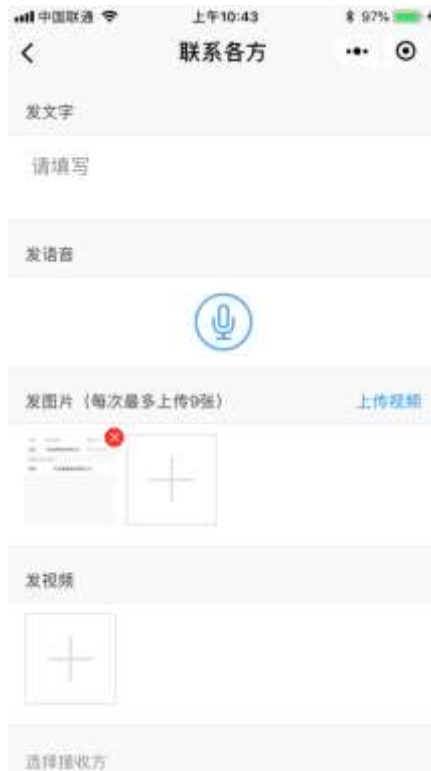 中国联通 上午10:43 97%
联系各方
发文字
请填写
发语音
发图片（每次最多上传9张） 上传视频
发视频
选择接收方